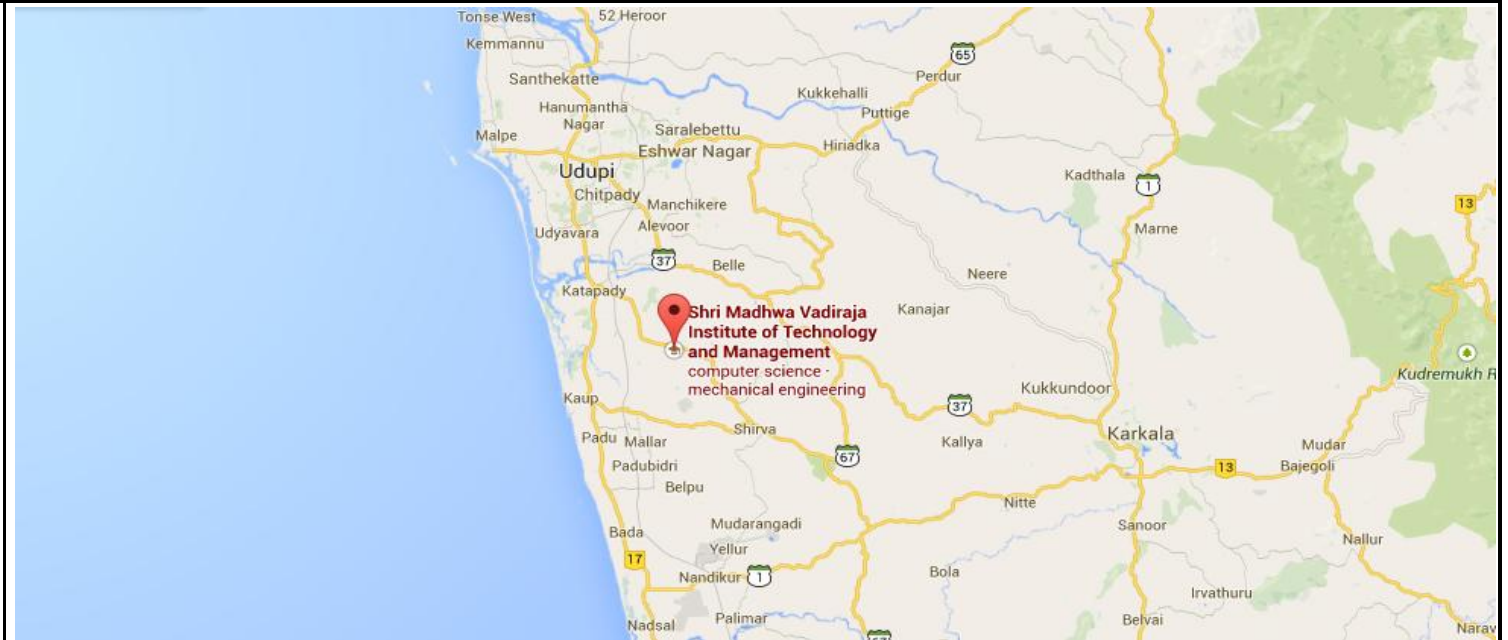 Tonse West
52 Heroor
Kemmannu
65
Santhekatte
Perdur
Kukkehalli
Hanumantha
Nagar
Puttige
Malpe
Saralebettu
Eshwar Nagar
Hiriadka
Udupi
Kadthala
1
Chitpady
Manchikere
13
Alevoor
Udyavara
Marne
37
Belle
Neere
Katapady
Kanajar
Shri Madhwa Vadiraja
Institute of Technology
and Management
computer science ·
mechanical engineering
Kudremukh R
Kukkundoor
Kaup
37
Shirva
Karkala
Padu
Mallar
Kallya
Mudar
67
Padubidri
13
Bajegoli
Belpu
Nitte
Mudarangadi
Sanoor
Bada
Nallur
Yellur
17
Nandikur
1
Bola
Irvathuru
Palimar
Belvai
Nadsal
Narav